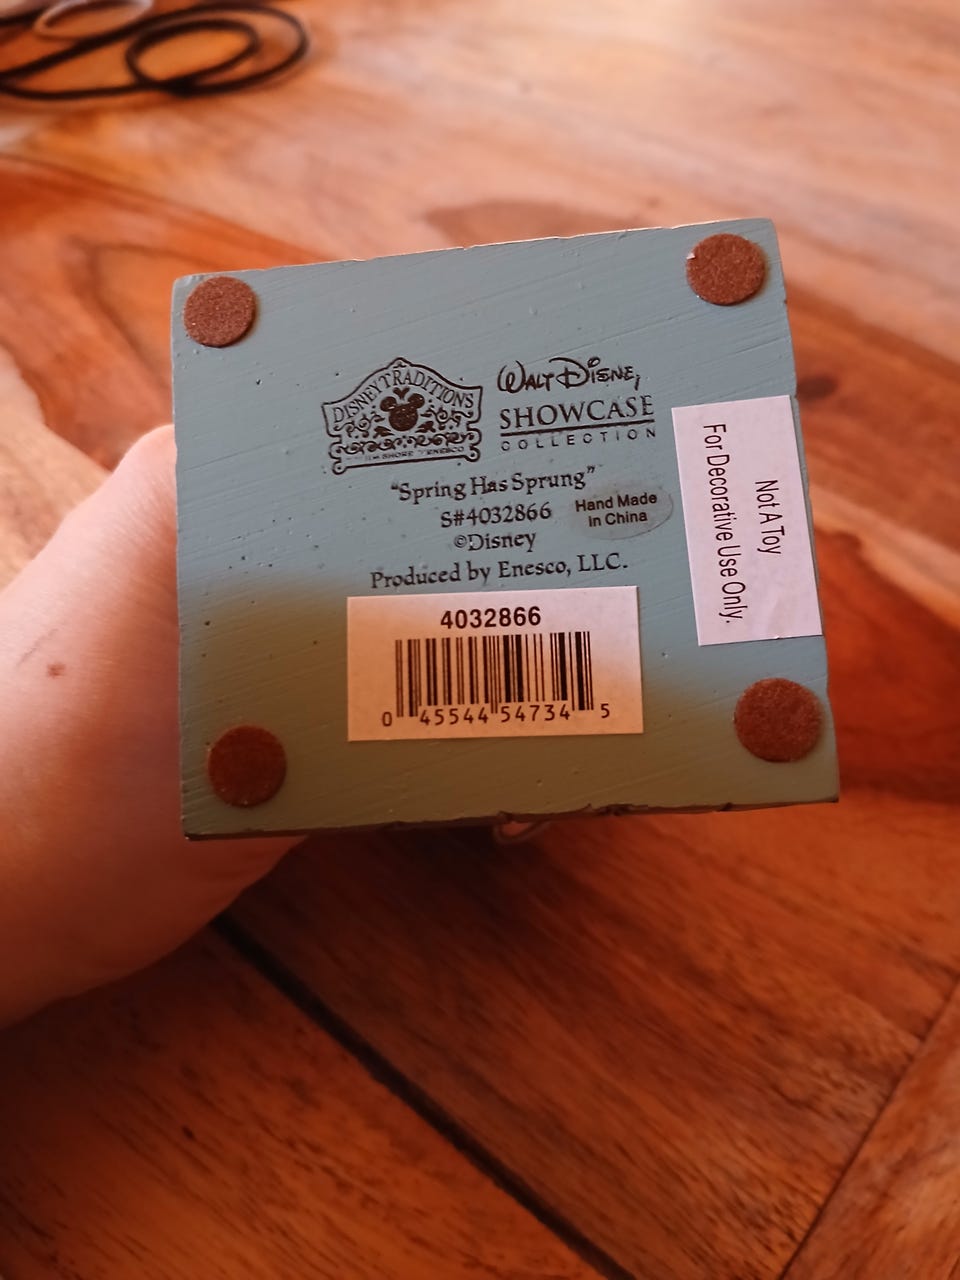 DISNEY TRADITIONS
JIM SHORE ENESCO
WALT DISNEY
SHOWCASE
COLLECTION
"Spring Has Sprung"
S#4032866
Hand Made
in China
©Disney
Produced by Enesco, LLC.
4032866
0 45544 54734 5
Not A Toy
For Decorative Use Only.